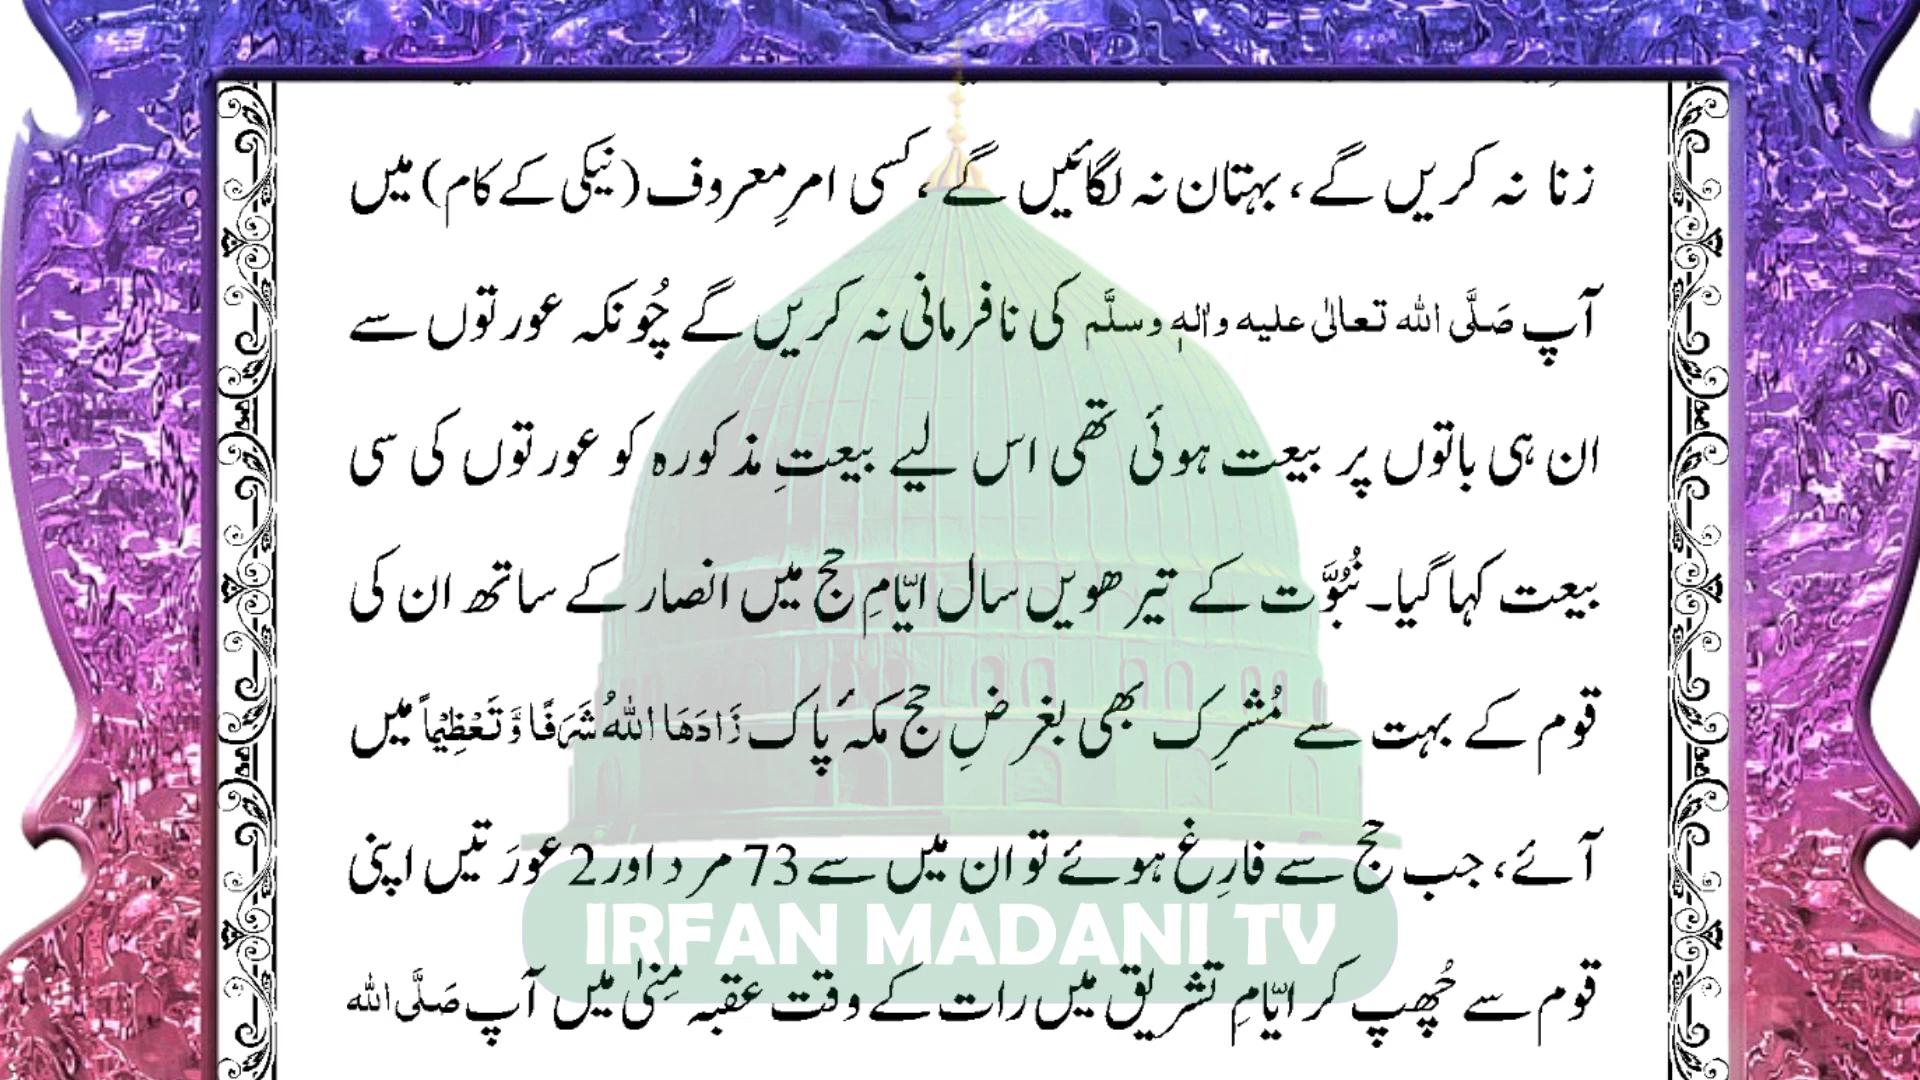 زنا نہ کریں گے، بہتان نہ لگائیں گے، کسی امرِ معروف (نیکی کے کام) میں
آپ صَلَّی اللہ تعالیٰ علیہ واٰلہٖ وسلَّم کی نافرمانی نہ کریں گے چُونکہ عورتوں سے
ان ہی باتوں پر بیعت ہوئی تھی اس لیے بیعتِ مذکورہ کو عورتوں کی سی
بیعت کہا گیا۔ نُبُوَّت کے تیرھویں سال ایّامِ حج میں انصار کے ساتھ ان کی
قوم کے بہت سے مُشرِک بھی بغرضِ حج مکۂ پاک زَادَهَا اللهُ شَرَفًا وَّ تَعْظِيْماً میں
آئے، جب حج سے فارِغ ہوئے تو ان میں سے 73 مرد اور 2 عورَتیں اپنی
IRFAN MADANI TV
قوم سے چُھپ کر ایّامِ تشریق میں رات کے وقت عقبہ مِنیٰ میں آپ صَلَّی اللہ